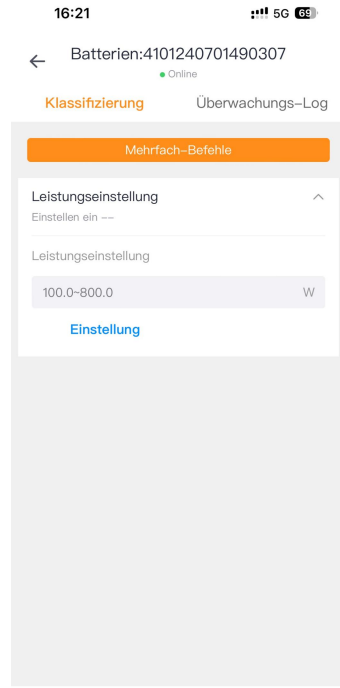 16:21
5G 69
Batterien:4101240701490307
Online
Klassifizierung
Überwachungs-Log
Mehrfach-Befehle
Leistungseinstellung
Einstellen ein --
Leistungseinstellung
100.0~800.0 W
Einstellung